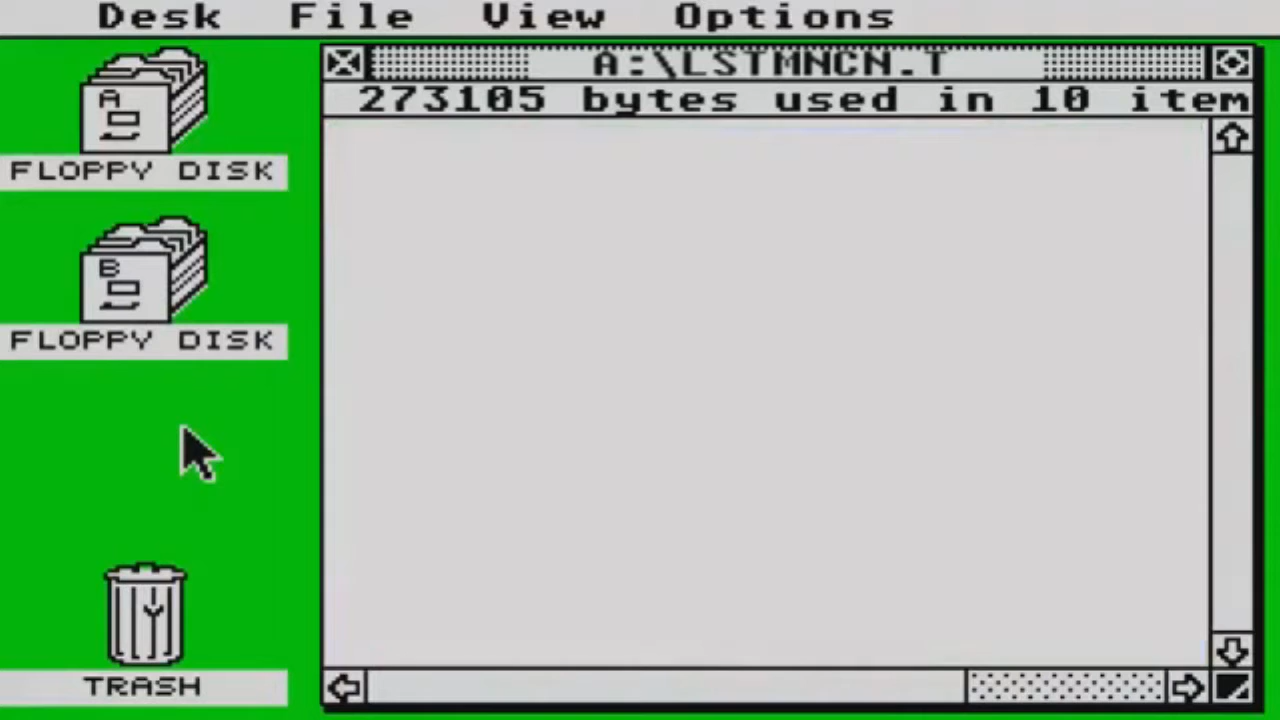 Desk File View Options
A:\LSTMNCN.T
273105 bytes used in 10 item
A
FLOPPY DISK
B
FLOPPY DISK
TRASH